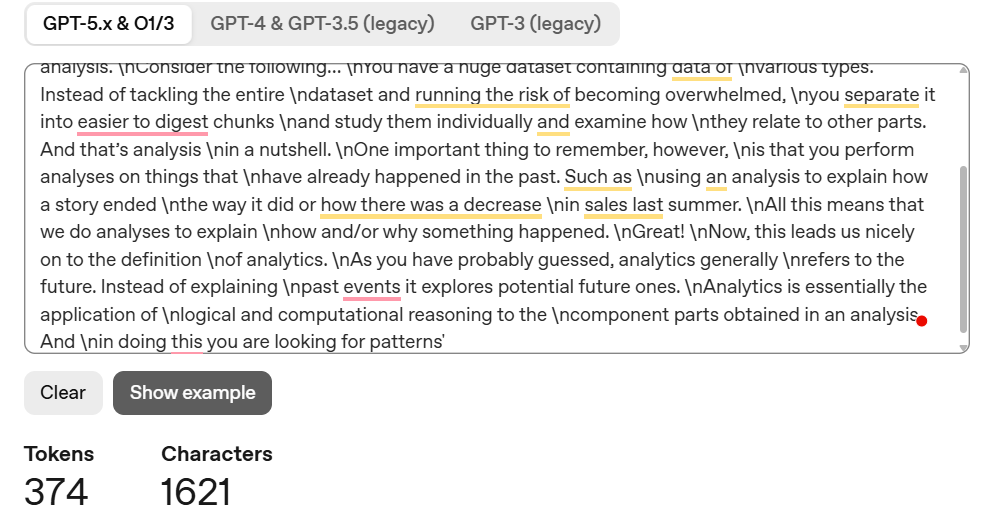 GPT-5.x & O1/3 GPT-4 & GPT-3.5 (legacy) GPT-3 (legacy)
analysis. \nConsider the following... \nYou have a huge dataset containing data of \nvarious types.
Instead of tackling the entire \ndataset and running the risk of becoming overwhelmed, \nyou separate it
into easier to digest chunks \nand study them individually and examine how \nthey relate to other parts.
And that’s analysis \nin a nutshell. \nOne important thing to remember, however, \nis that you perform
analyses on things that \nhave already happened in the past. Such as \nusing an analysis to explain how
a story ended \nthe way it did or how there was a decrease \nin sales last summer. \nAll this means that
we do analyses to explain \nhow and/or why something happened. \nGreat! \nNow, this leads us nicely
on to the definition \nof analytics. \nAs you have probably guessed, analytics generally \nrefers to the
future. Instead of explaining \npast events it explores potential future ones. \nAnalytics is essentially the
application of \nlogical and computational reasoning to the \ncomponent parts obtained in an analysis.
And \nin doing this you are looking for patterns'
Clear Show example
Tokens Characters
374 1621